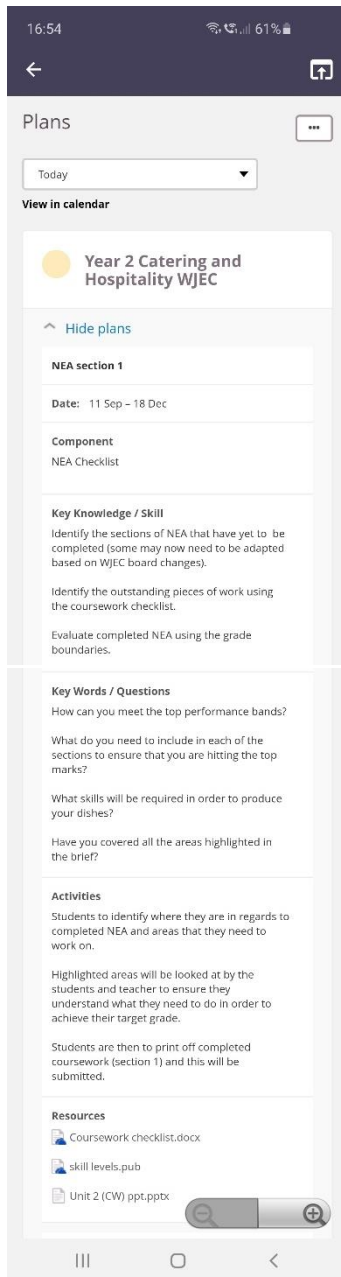 16:54 61%
Plans
Today
View in calendar
Year 2 Catering and
Hospitality WJEC
Hide plans
NEA section 1
Date: 11 Sep – 18 Dec
Component
NEA Checklist
Key Knowledge / Skill
Identify the sections of NEA that have yet to be
completed (some may now need to be adapted
based on WJEC board changes).
Identify the outstanding pieces of work using
the coursework checklist.
Evaluate completed NEA using the grade
boundaries.
Key Words / Questions
How can you meet the top performance bands?
What do you need to include in each of the
sections to ensure that you are hitting the top
marks?
What skills will be required in order to produce
your dishes?
Have you covered all the areas highlighted in
the brief?
Activities
Students to identify where they are in regards to
completed NEA and areas that they need to
work on.
Highlighted areas will be looked at by the
students and teacher to ensure they
understand what they need to do in order to
achieve their target grade.
Students are then to print off completed
coursework (section 1) and this will be
submitted.
Resources
Coursework checklist.docx
skill levels.pub
Unit 2 (CW) ppt.pptx